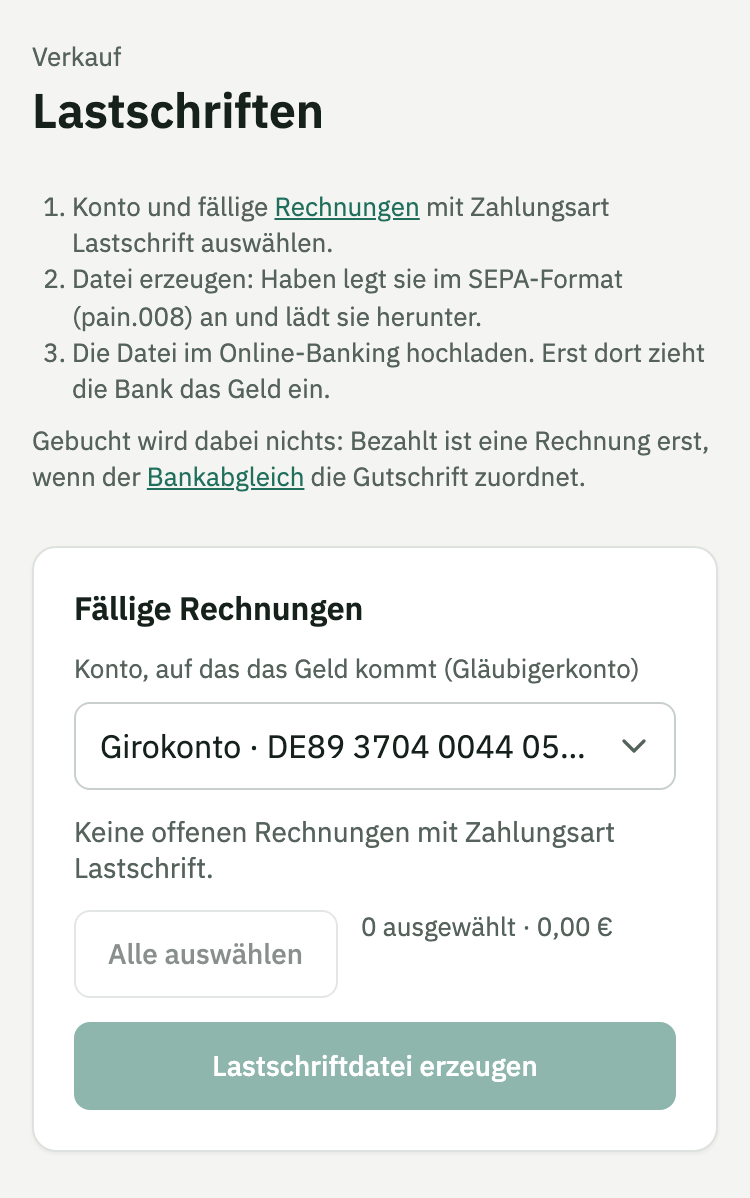 Verkauf
Lastschriften
1. Konto und fällige Rechnungen mit Zahlungsart
Lastschrift auswählen.
2. Datei erzeugen: Haben legt sie im SEPA-Format
(pain.008) an und lädt sie herunter.
3. Die Datei im Online-Banking hochladen. Erst dort zieht
die Bank das Geld ein.
Gebucht wird dabei nichts: Bezahlt ist eine Rechnung erst,
wenn der Bankabgleich die Gutschrift zuordnet.
Fällige Rechnungen
Konto, auf das das Geld kommt (Gläubigerkonto)
Girokonto · DE89 3704 0044 05...
Keine offenen Rechnungen mit Zahlungsart
Lastschrift.
Alle auswählen
0 ausgewählt · 0,00 €
Lastschriftdatei erzeugen